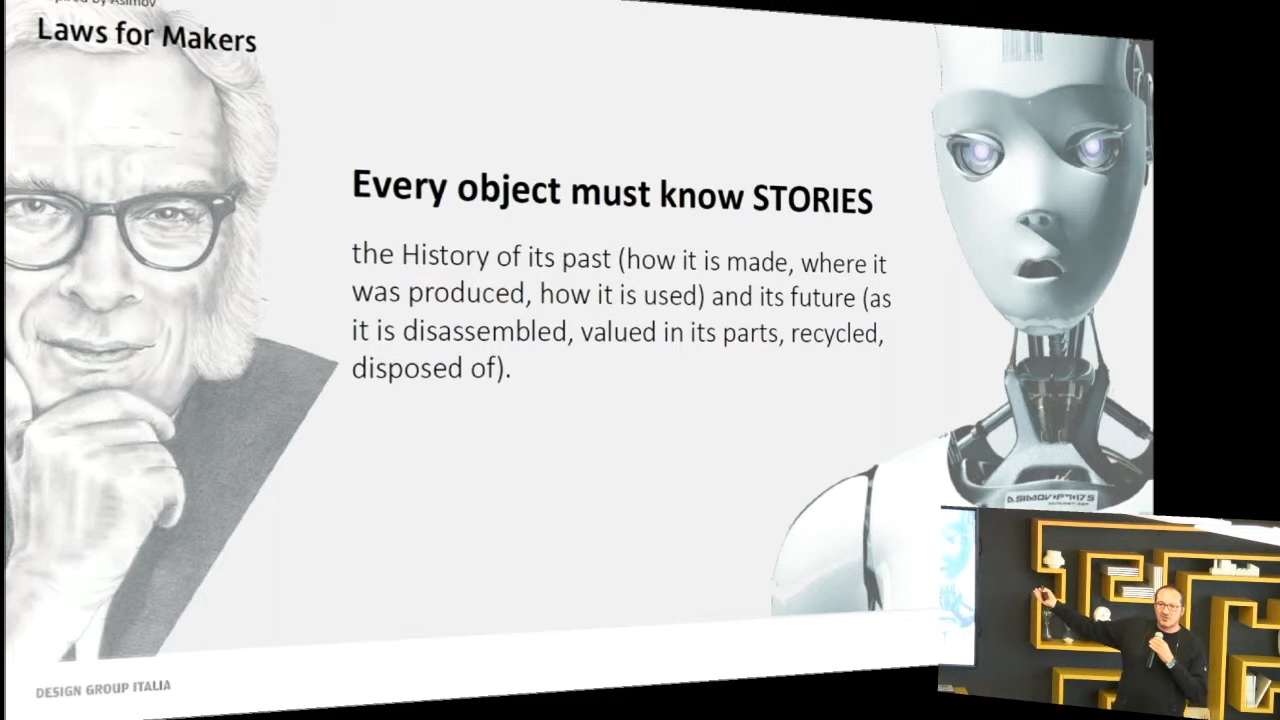 by Asimov
Laws for Makers
Every object must know STORIES
the History of its past (how it is made, where it
was produced, how it is used) and its future (as
it is disassembled, valued in its parts, recycled,
disposed of).
DESIGN GROUP ITALIA